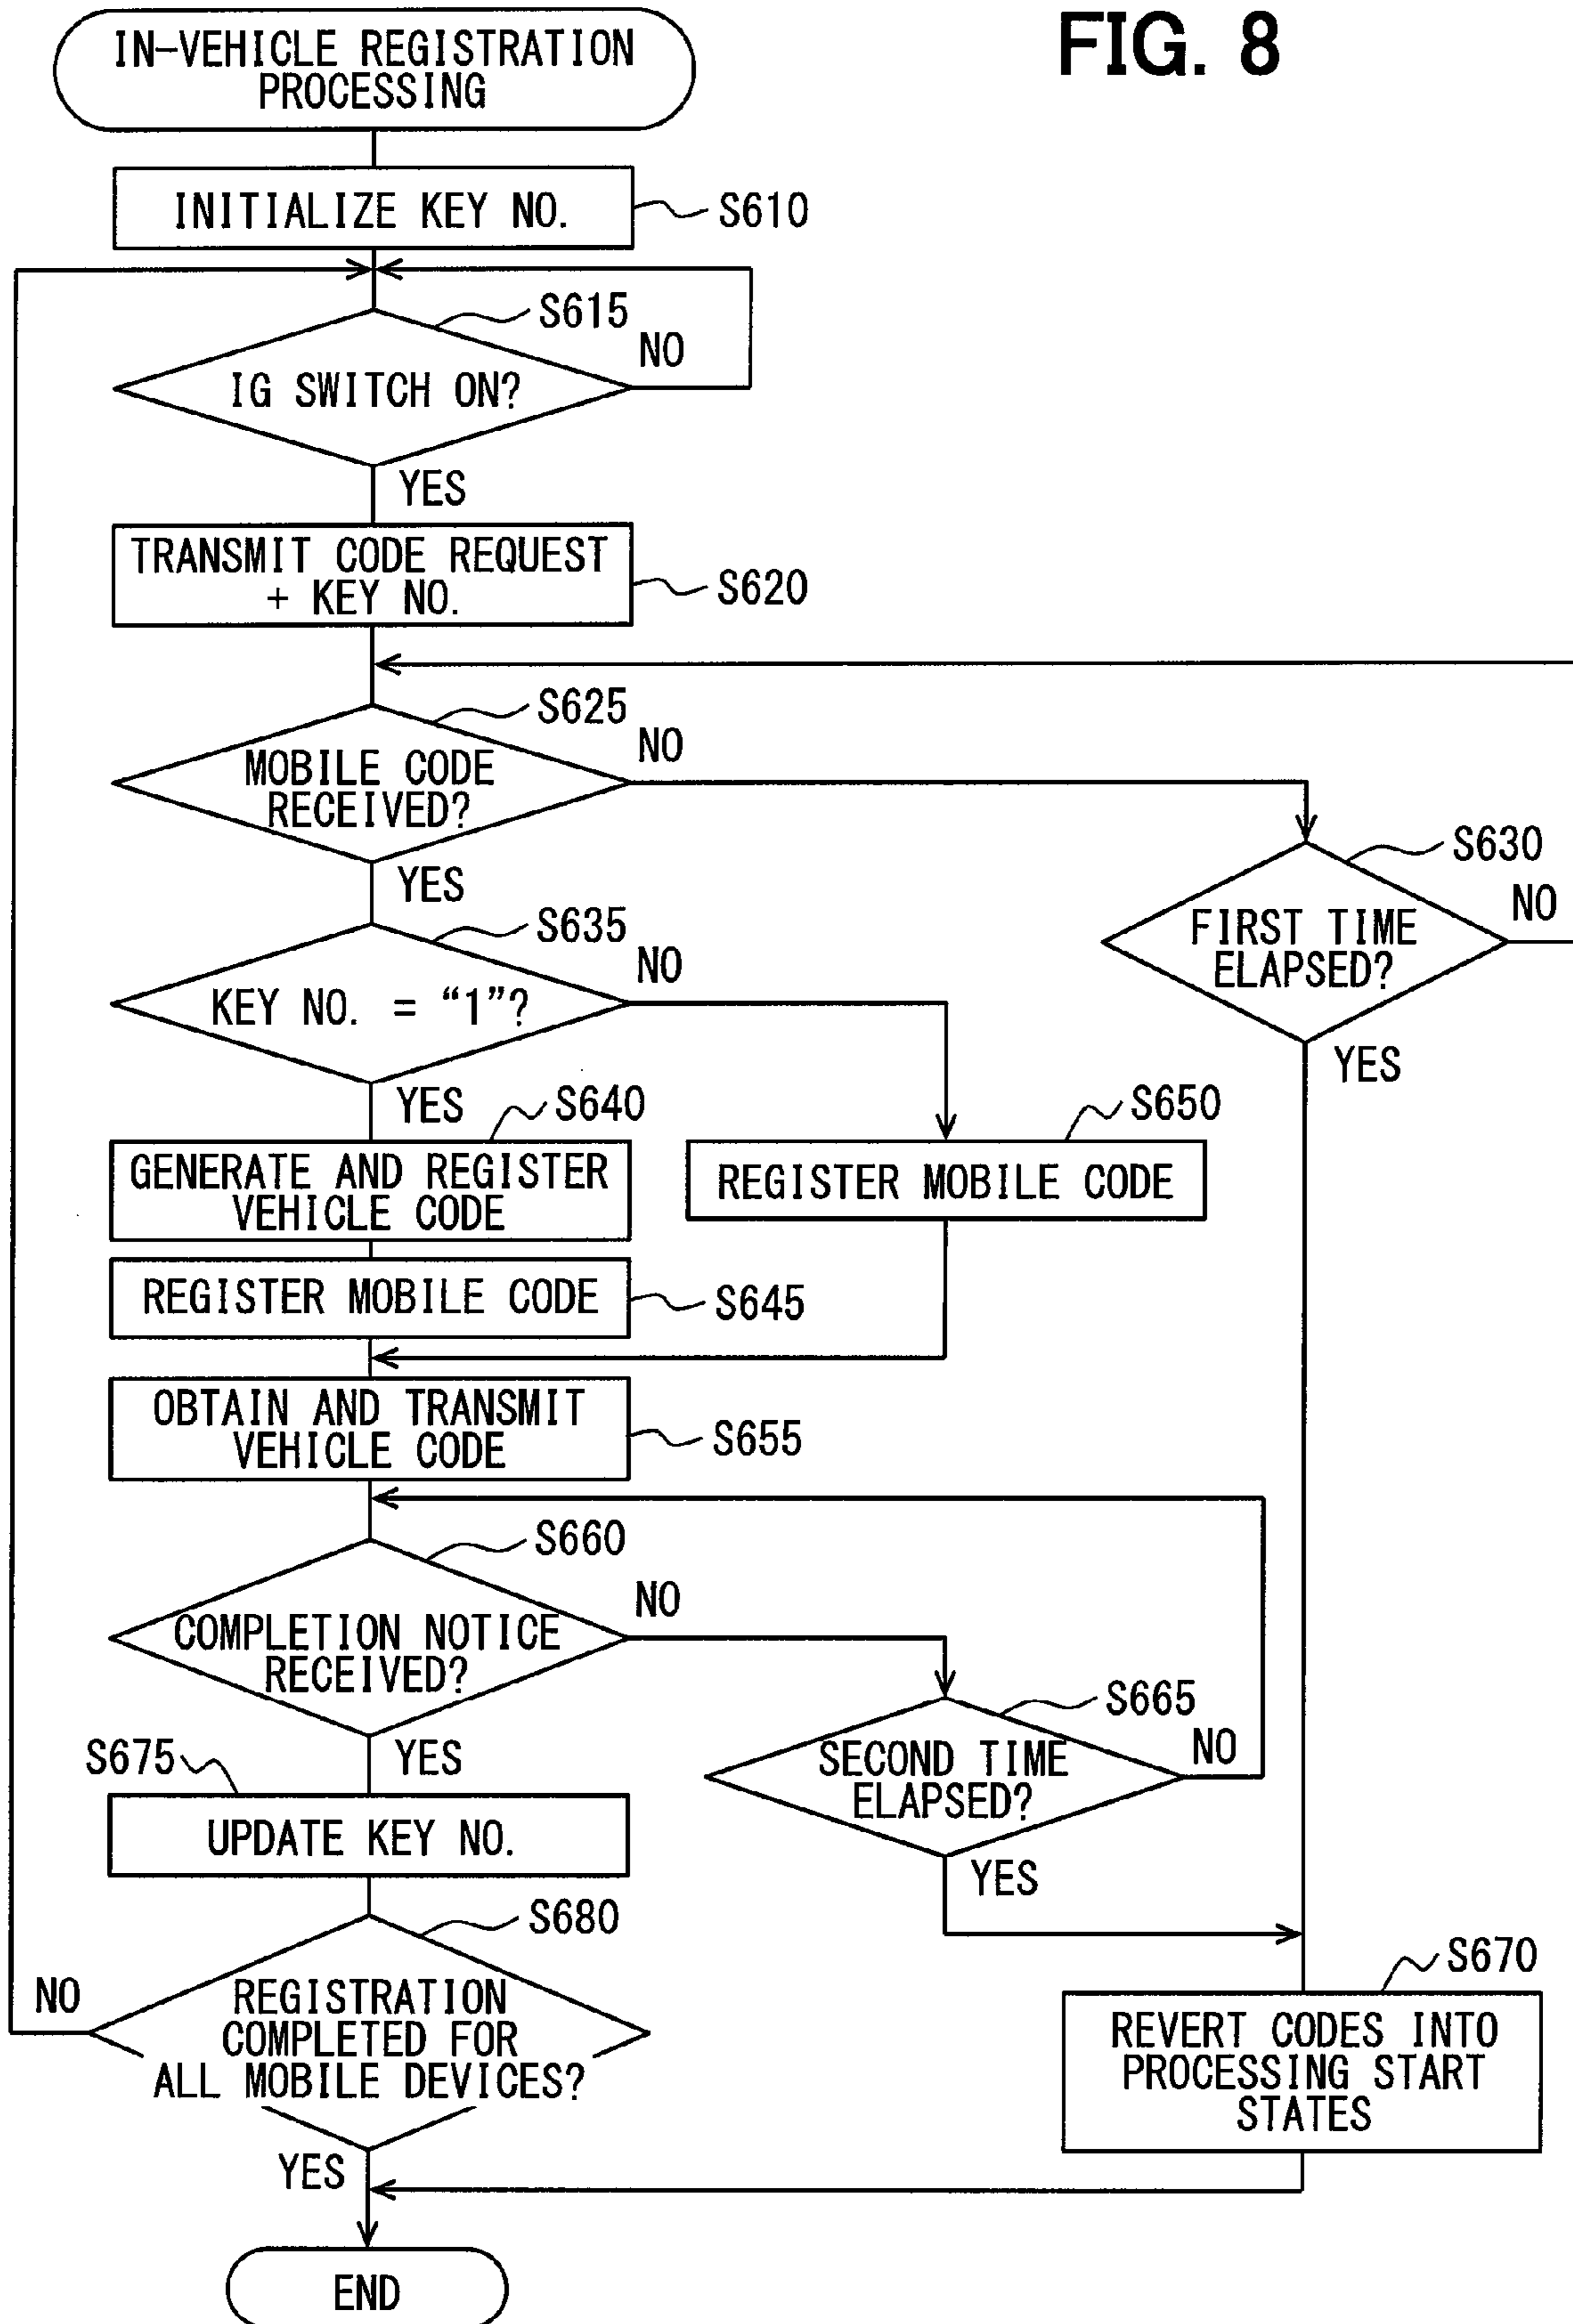 FIG. 8
IN-VEHICLE REGISTRATION
PROCESSING
INITIALIZE KEY NO.
S610
S615
NO
IG SWITCH ON?
YES
TRANSMIT CODE REQUEST
+ KEY NO.
S620
S625
NO
MOBILE CODE
RECEIVED?
YES
S630
NO
FIRST TIME
ELAPSED?
YES
S635
NO
KEY NO. = “1”?
YES
S640
GENERATE AND REGISTER
VEHICLE CODE
S650
REGISTER MOBILE CODE
REGISTER MOBILE CODE
S645
OBTAIN AND TRANSMIT
VEHICLE CODE
S655
S660
NO
COMPLETION NOTICE
RECEIVED?
YES
S665
NO
SECOND TIME
ELAPSED?
YES
S675
UPDATE KEY NO.
S680
NO
REGISTRATION
COMPLETED FOR
ALL MOBILE DEVICES?
YES
S670
REVERT CODES INTO
PROCESSING START
STATES
END